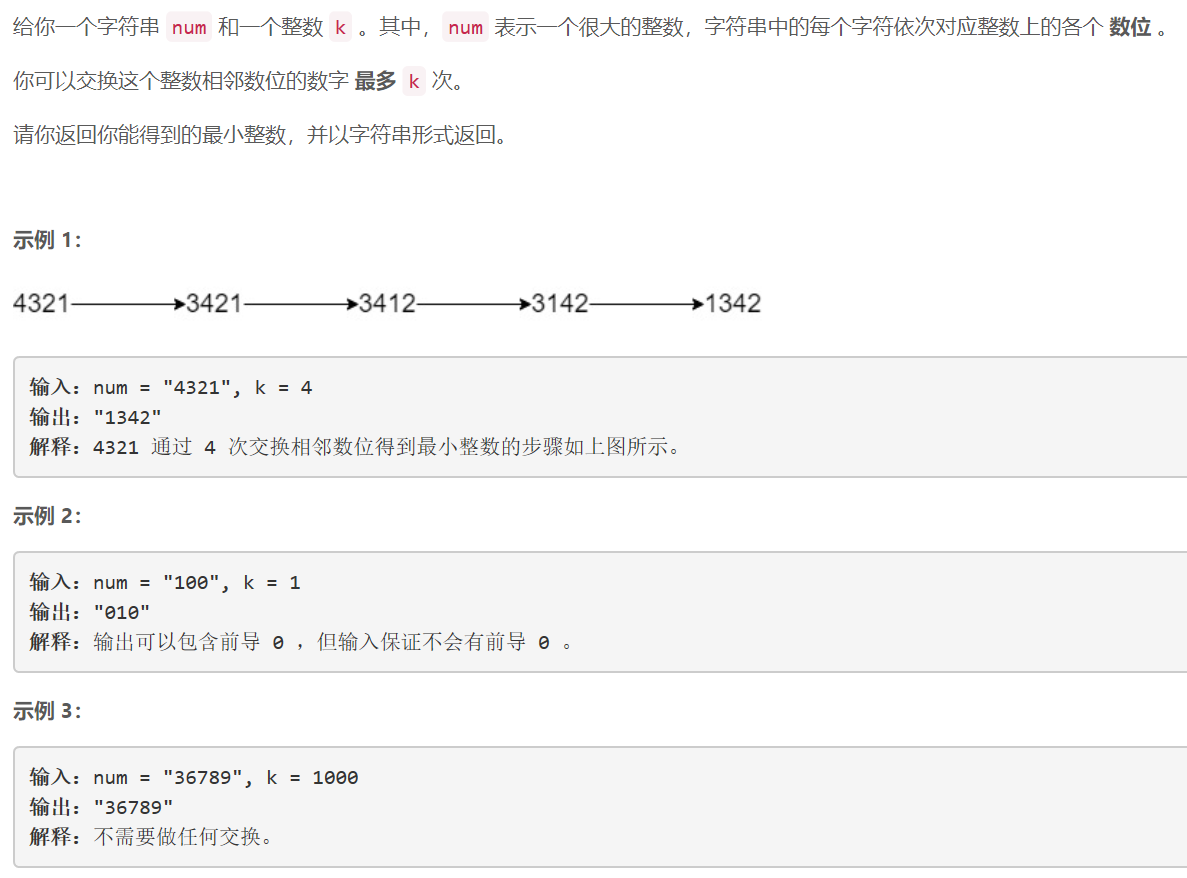 给你一个字符串 num 和一个整数 k 。其中，num 表示一个很大的整数，字符串中的每个字符依次对应整数上的各个 数位 。
你可以交换这个整数相邻数位的数字 最多 k 次。
请你返回你能得到的最小整数，并以字符串形式返回。
示例 1：
4321 3421 3412 3142 1342
输入：num = "4321", k = 4
输出："1342"
解释：4321 通过 4 次交换相邻数位得到最小整数的步骤如上图所示。
示例 2：
输入：num = "100", k = 1
输出："010"
解释：输出可以包含前导 0 ，但输入保证不会有前导 0 。
示例 3：
输入：num = "36789", k = 1000
输出："36789"
解释：不需要做任何交换。